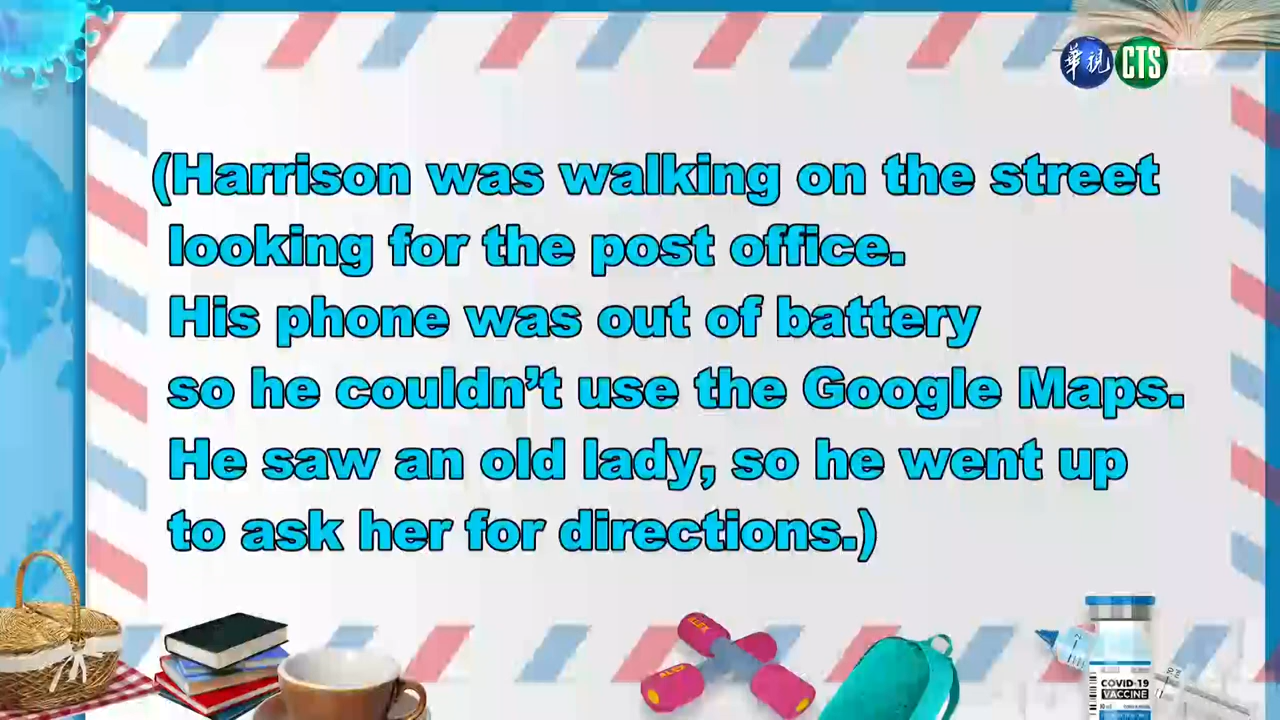 華視 CTS
(Harrison was walking on the street
looking for the post office.
His phone was out of battery
so he couldn’t use the Google Maps.
He saw an old lady, so he went up
to ask her for directions.)
ALEX
ALEX
COVID-19
VACCINE